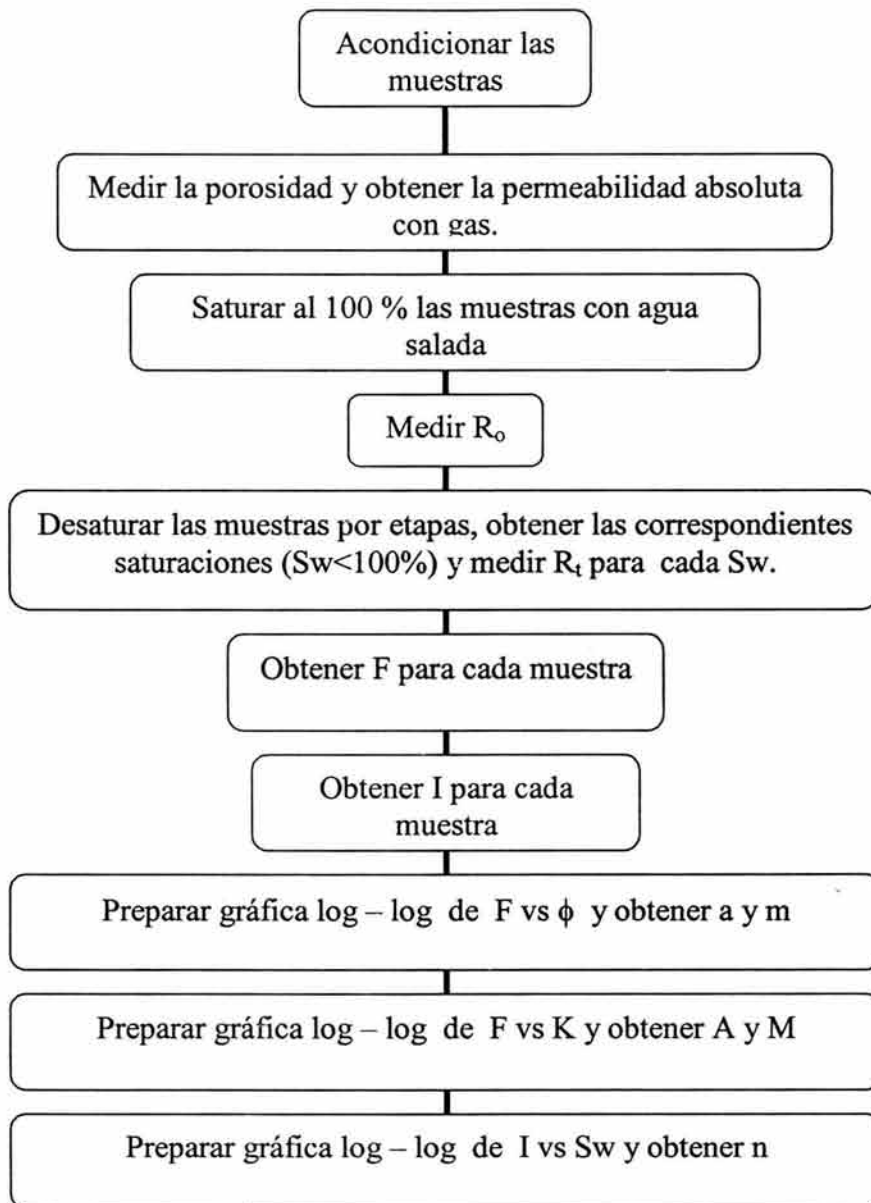 Acondicionar las
muestras
Medir la porosidad y obtener la permeabilidad absoluta
con gas.
Saturar al 100 % las muestras con agua
salada
Medir Rₒ
Desaturar las muestras por etapas, obtener las correspondientes
saturaciones (Sw<100%) y medir Rₜ para cada Sw.
Obtener F para cada muestra
Obtener I para cada
muestra
Preparar gráfica log – log de F vs ϕ y obtener a y m
Preparar gráfica log – log de F vs K y obtener A y M
Preparar gráfica log – log de I vs Sw y obtener n